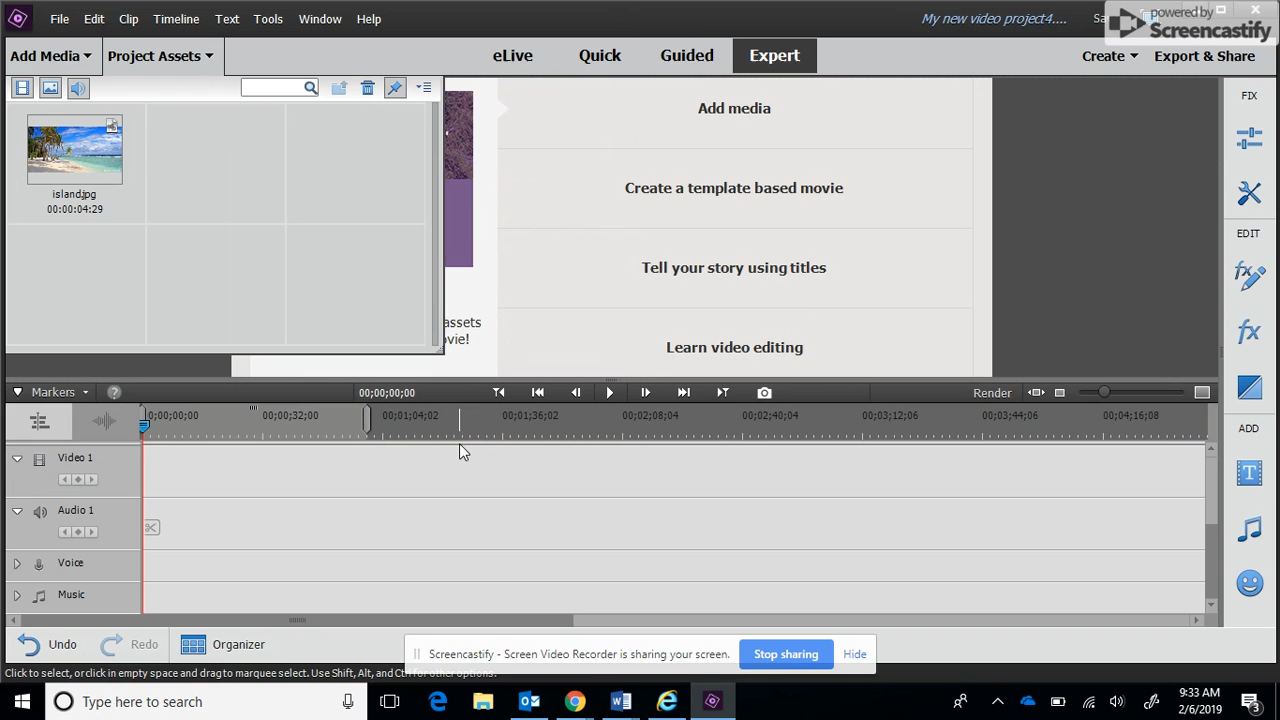 File Edit Clip Timeline Text Tools Window Help
My new video project4....
powered by
Screencastify
Add Media
Project Assets
eLive Quick Guided Expert
Create
Export & Share
FIX
Add media
island.jpg
00:00:04:29
Create a template based movie
EDIT
Tell your story using titles
assets
ovie!
Learn video editing
Markers
00;00;00;00
Render
0;00;00;00 00;00;32;00 00;01;04;02 00;01;36;02 00;02;08;04 00;02;40;04 00;03;12;06 00;03;44;06 00;04;16;08
ADD
Video 1
Audio 1
Voice
Music
Undo
Redo
Organizer
Screencastify - Screen Video Recorder is sharing your screen.
Stop sharing
Hide
Click to select, or click in empty space and drag to marquee select. Use Shift, Alt, and Ctrl for other options.
Type here to search
9:33 AM
2/6/2019
3